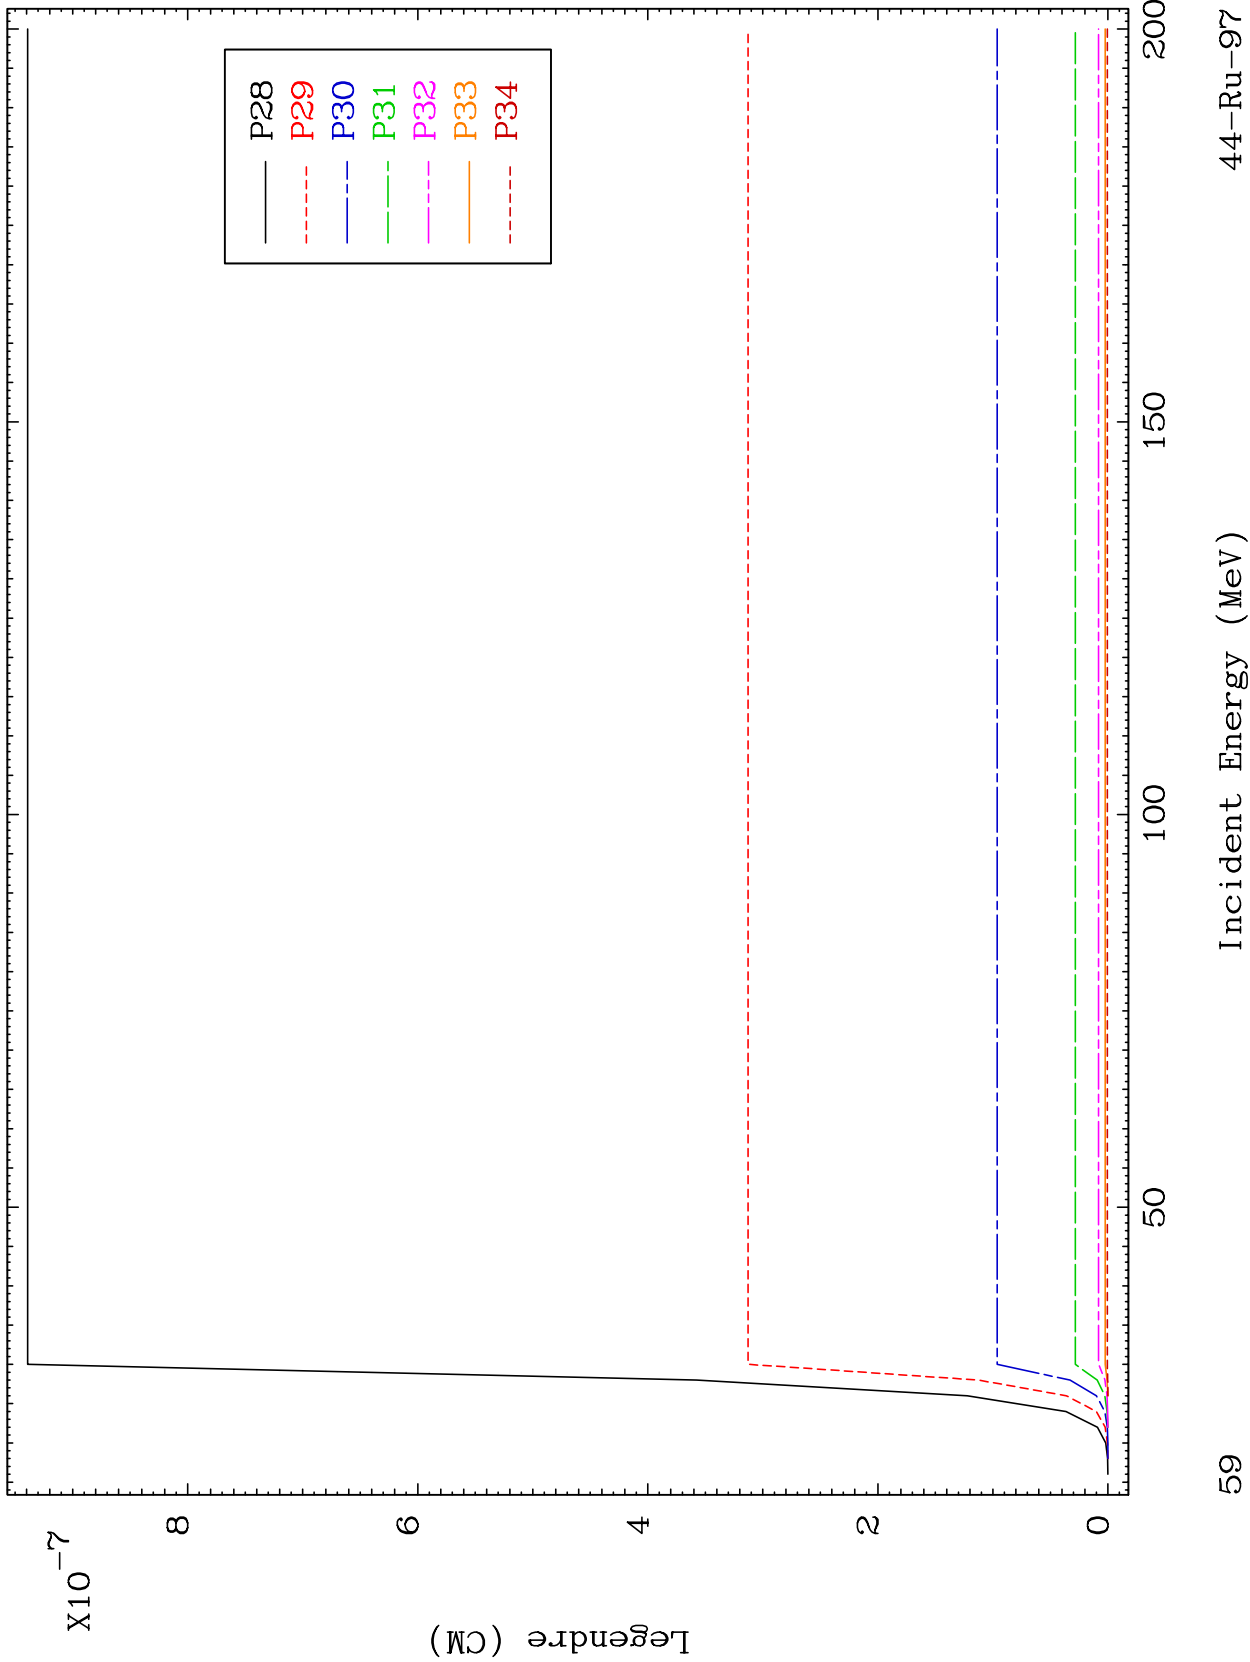 X10-7
Legendre (CM)
8
6
4
2
0
P28
P29
P30
P31
P32
P33
P34
50
100
150
200
Incident Energy (MeV)
59
44-Ru-97